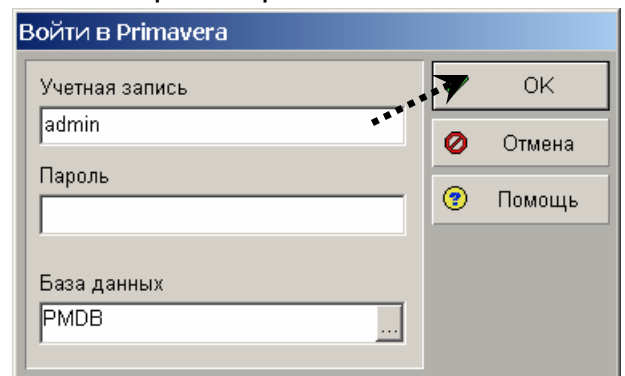 Войти в Primavera
Учетная запись
admin
Пароль
База данных
PMDB
...
OK
Отмена
Помощь